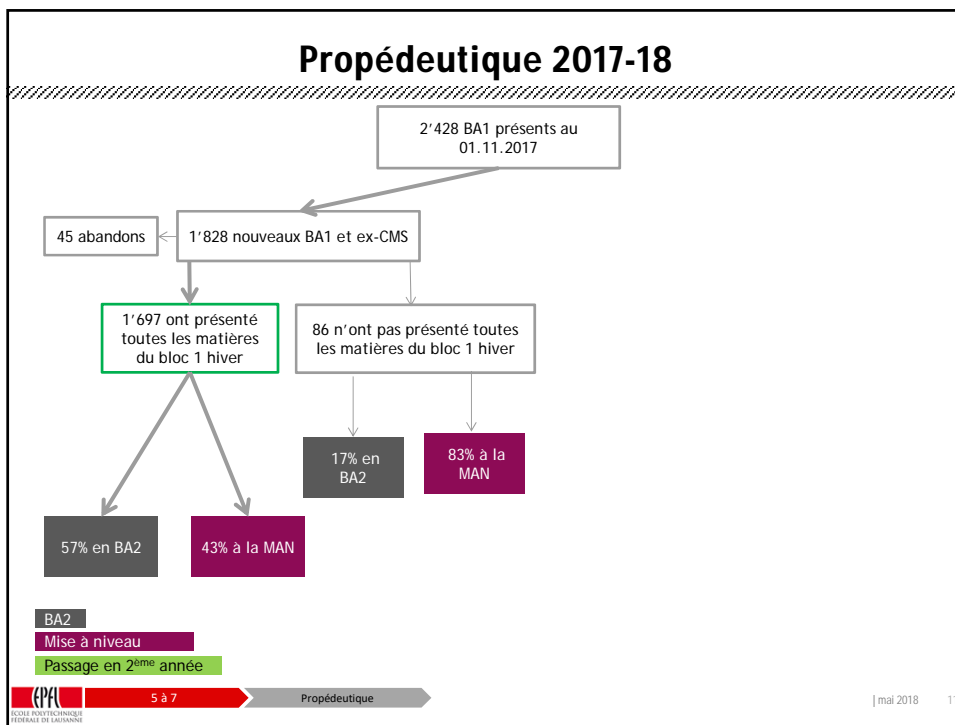 Propédeutique 2017-18
2'428 BA1 présents au
01.11.2017
45 abandons
1'828 nouveaux BA1 et ex-CMS
1'697 ont présenté
toutes les matières
du bloc 1 hiver
86 n'ont pas présenté toutes
les matières du bloc 1 hiver
17% en
BA2
83% à la
MAN
57% en BA2
43% à la MAN
BA2
Mise à niveau
Passage en 2ème année
EPFL
ÉCOLE POLYTECHNIQUE
FÉDÉRALE DE LAUSANNE
5 à 7
Propédeutique
| mai 2018